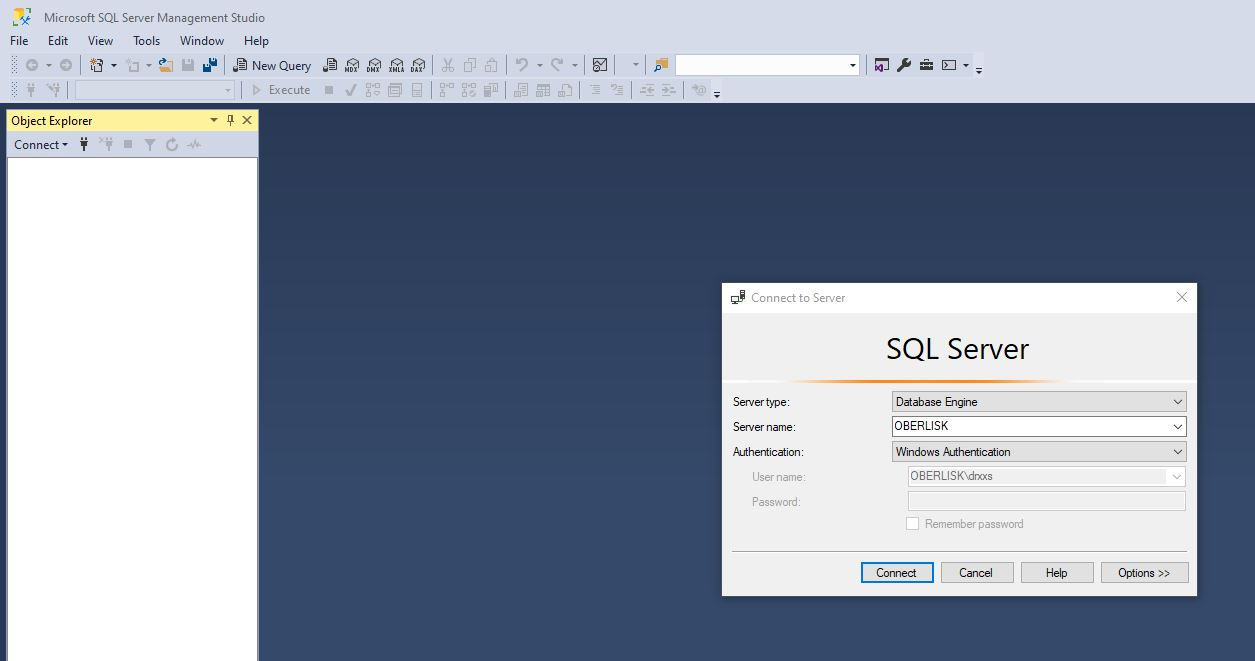 Microsoft SQL Server Management Studio
File Edit View Tools Window Help
New Query MDX DMX XMLA DAX
Execute
Object Explorer
Connect
Connect to Server
SQL Server
Server type: Database Engine
Server name: OBERLISK
Authentication: Windows Authentication
User name: OBERLISK\drxxs
Password:
Remember password
Connect Cancel Help Options >>